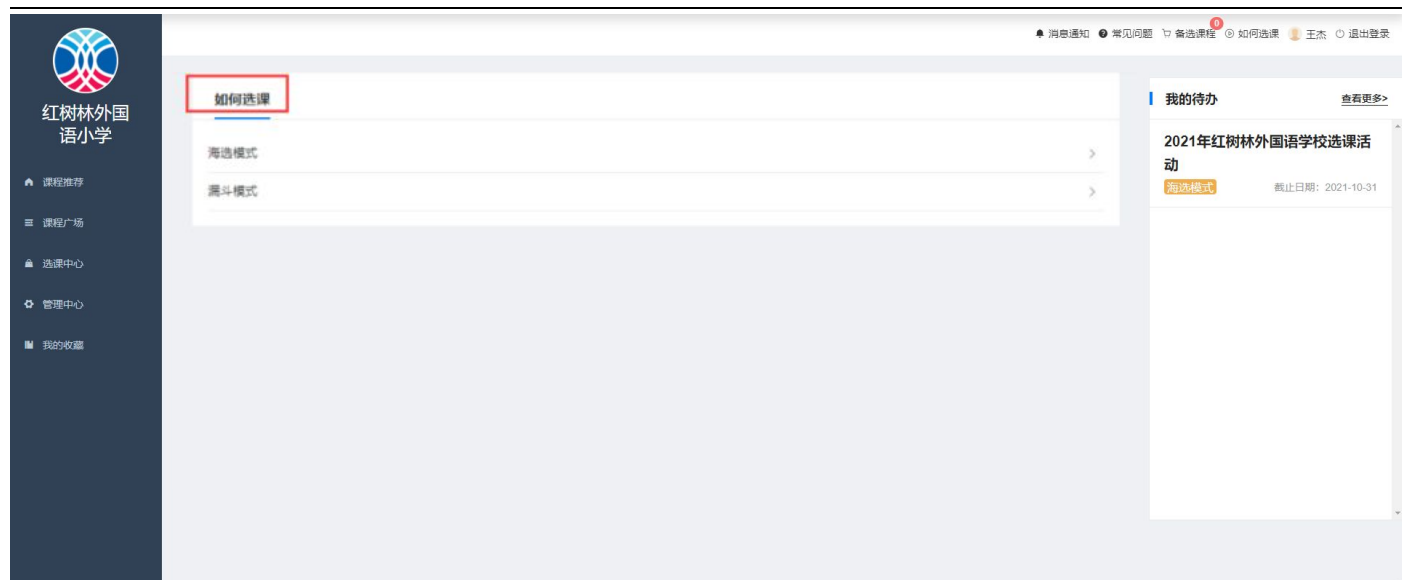 消息通知 常见问题 备选课程 0 如何选课 王杰 退出登录
红树林外国
语小学
课程推荐
课程广场
选课中心
管理中心
我的收藏
如何选课
海选模式
漏斗模式
我的待办 查看更多>
2021年红树林外国语学校选课活
动
海选模式 截止日期：2021-10-31